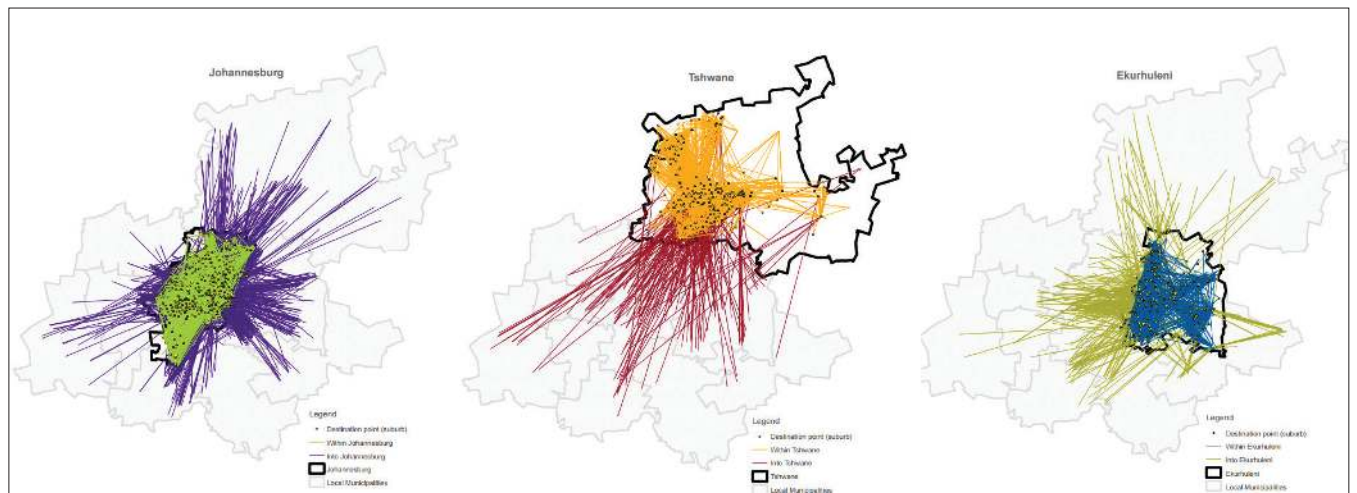 Johannesburg
Legend
Destination point (suburb)
Within Johannesburg
Into Johannesburg
Johannesburg
Local Municipalities
Tshwane
Legend
Destination point (suburb)
Within Tshwane
Into Tshwane
Tshwane
Local Municipalities
Ekurhuleni
Legend
Destination point (suburb)
Within Ekurhuleni
Into Ekurhuleni
Ekurhuleni
Local Municipalities